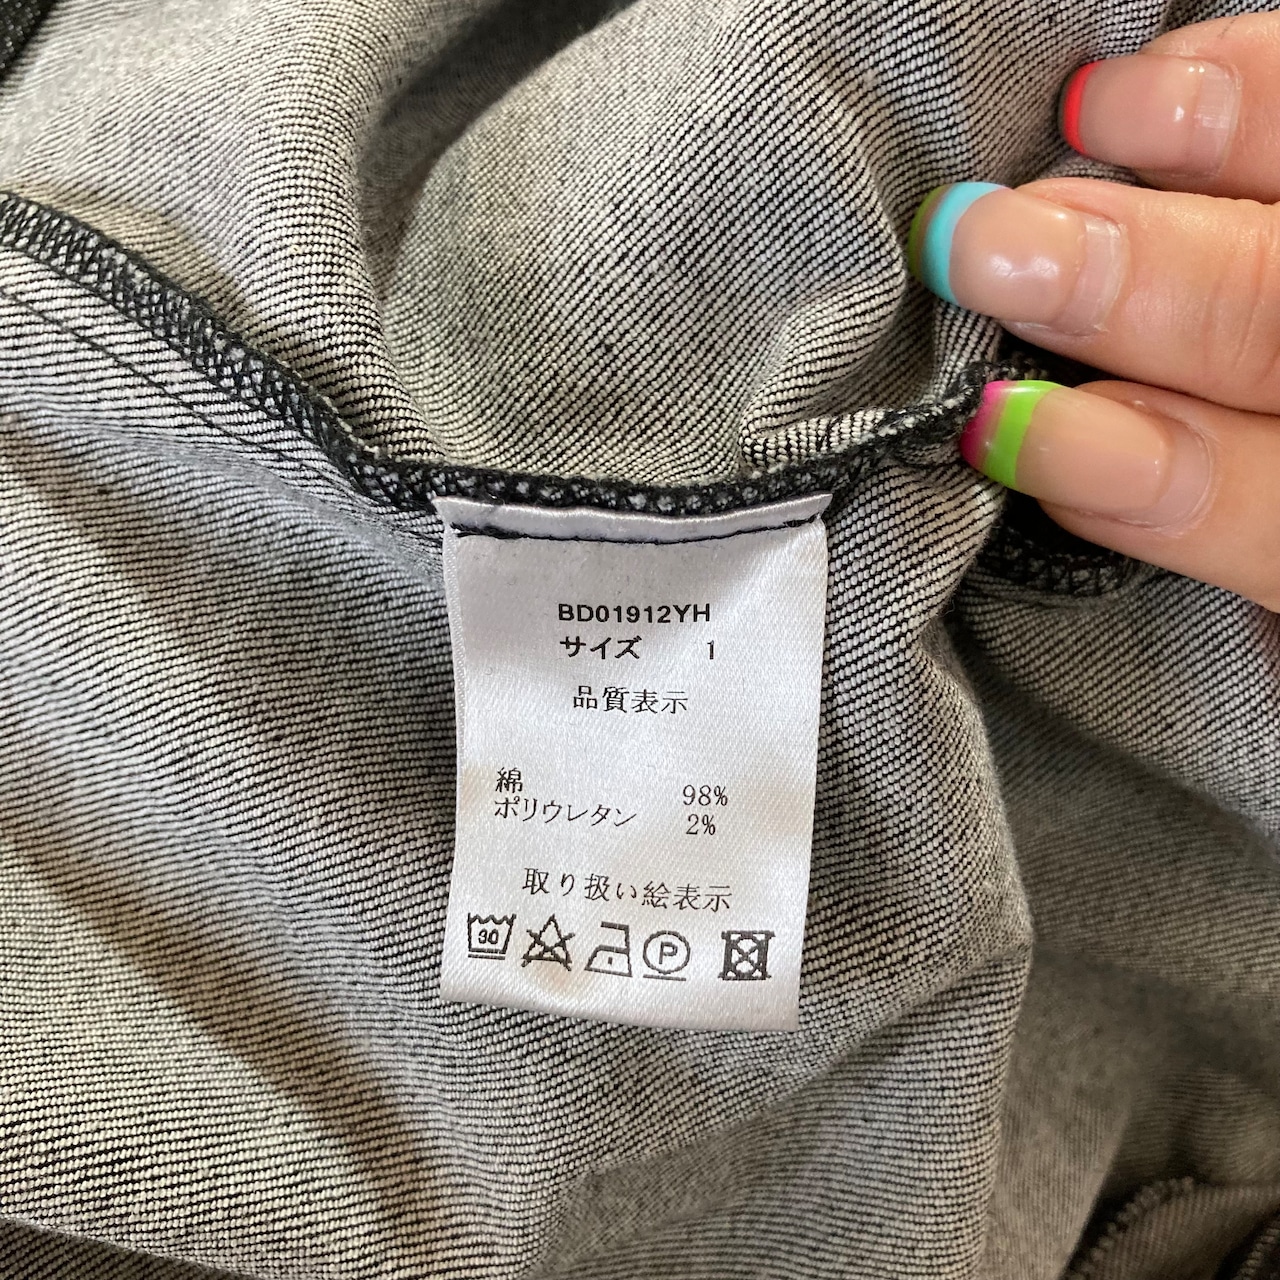 BD01912YH
サイズ 1
品質表示
綿 98%
ポリウレタン 2%
取り扱い絵表示
30 P